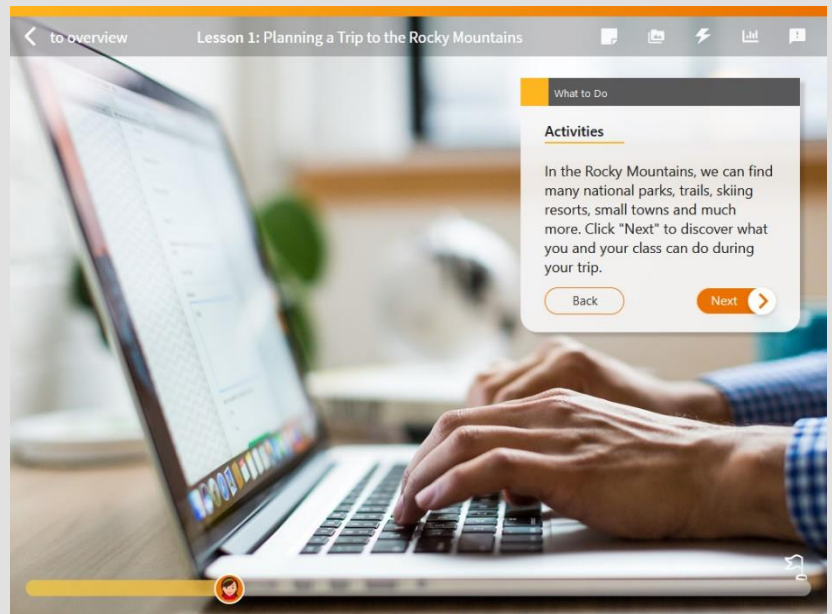 to overview
Lesson 1: Planning a Trip to the Rocky Mountains
What to Do
Activities
In the Rocky Mountains, we can find
many national parks, trails, skiing
resorts, small towns and much
more. Click "Next" to discover what
you and your class can do during
your trip.
Back
Next